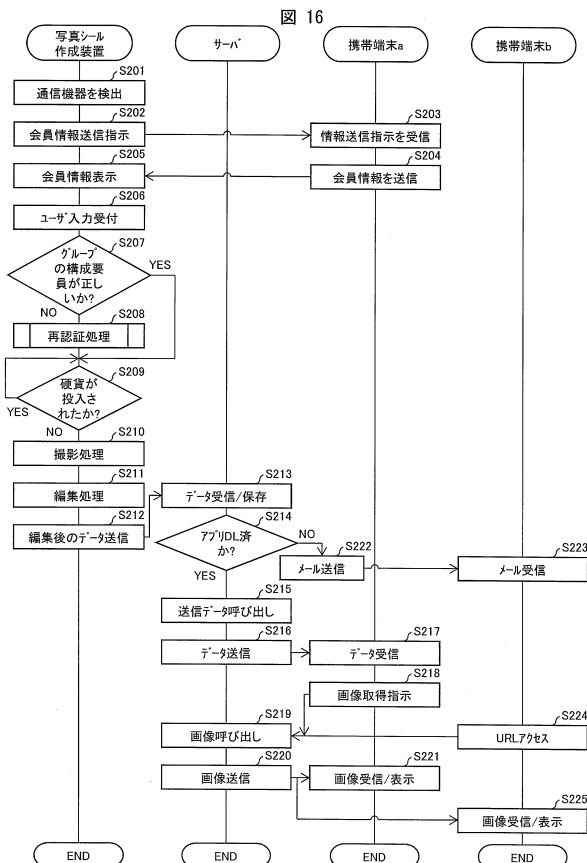 図 16
写真シール
作成装置
サーバ
携帯端末a
携帯端末b
S201
通信機器を検出
S202
会員情報送信指示
S203
情報送信指示を受信
S205
会員情報表示
S204
会員情報を送信
S206
ユーザ入力受付
S207
グループ
の構成要
員が正し
いか?
YES
NO
S208
再認証処理
S209
硬貨が
投入さ
れたか?
YES
NO
S210
撮影処理
S211
編集処理
S212
編集後のデータ送信
S213
データ受信/保存
S214
アプリDL済
か?
NO
YES
S222
メール送信
S223
メール受信
S215
送信データ呼び出し
S216
データ送信
S217
データ受信
S218
画像取得指示
S219
画像呼び出し
S224
URLアクセス
S220
画像送信
S221
画像受信/表示
S225
画像受信/表示
END
END
END
END